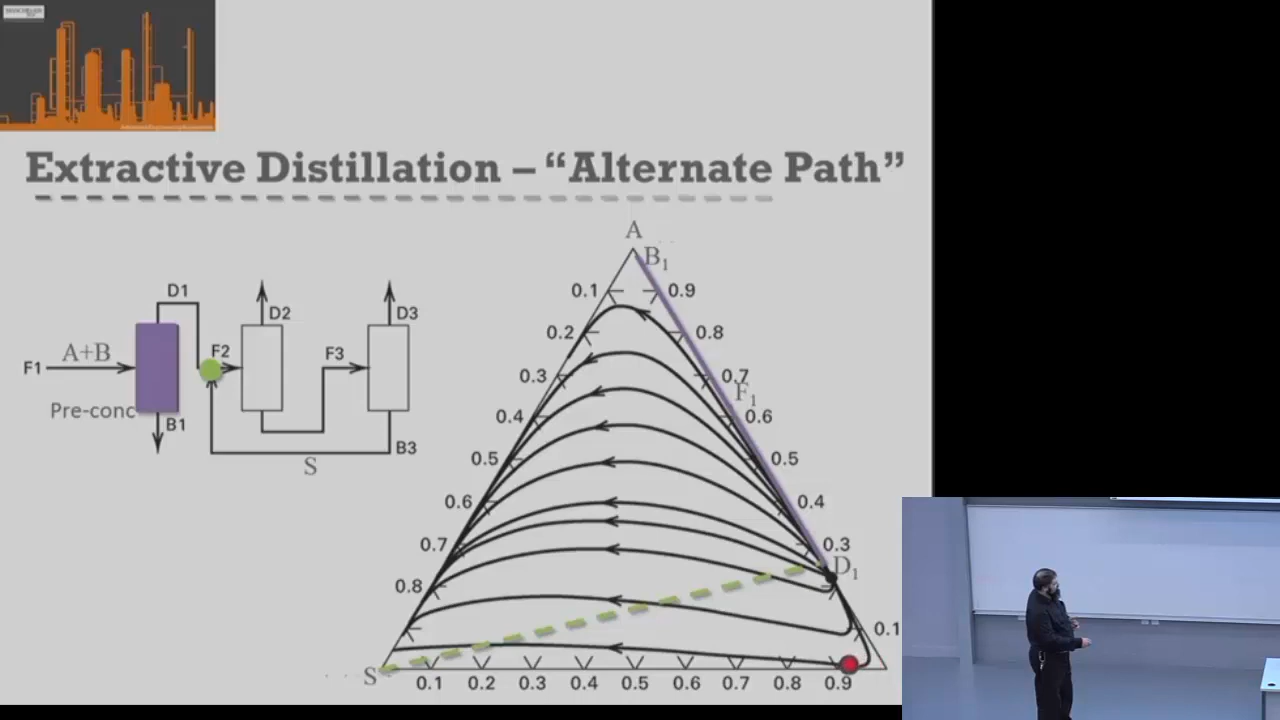 Extractive Distillation – “Alternate Path”
D1
F1
A+B
F2
D2
F3
D3
Pre-conc
B1
B3
S
A
B1
0.1
0.9
0.2
0.8
0.3
0.7
F1
0.4
0.6
0.5
0.5
0.6
0.4
0.7
0.3
D1
0.8
0.1
S
0.1 0.2 0.3 0.4 0.5 0.6 0.7 0.8 0.9